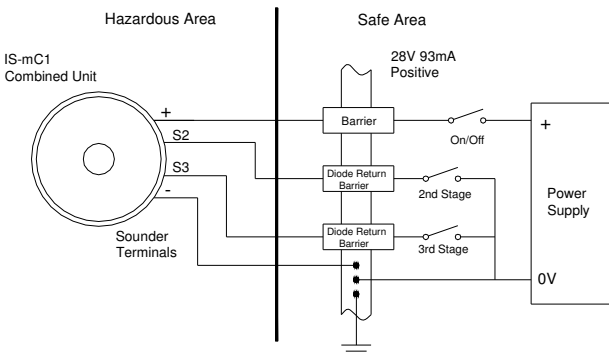 Hazardous Area
Safe Area
IS-mC1
Combined Unit
28V 93mA
Positive
+
S2
S3
-
Sounder
Terminals
Barrier
On/Off
Diode Return
Barrier
2nd Stage
Diode Return
Barrier
3rd Stage
+
Power
Supply
0V